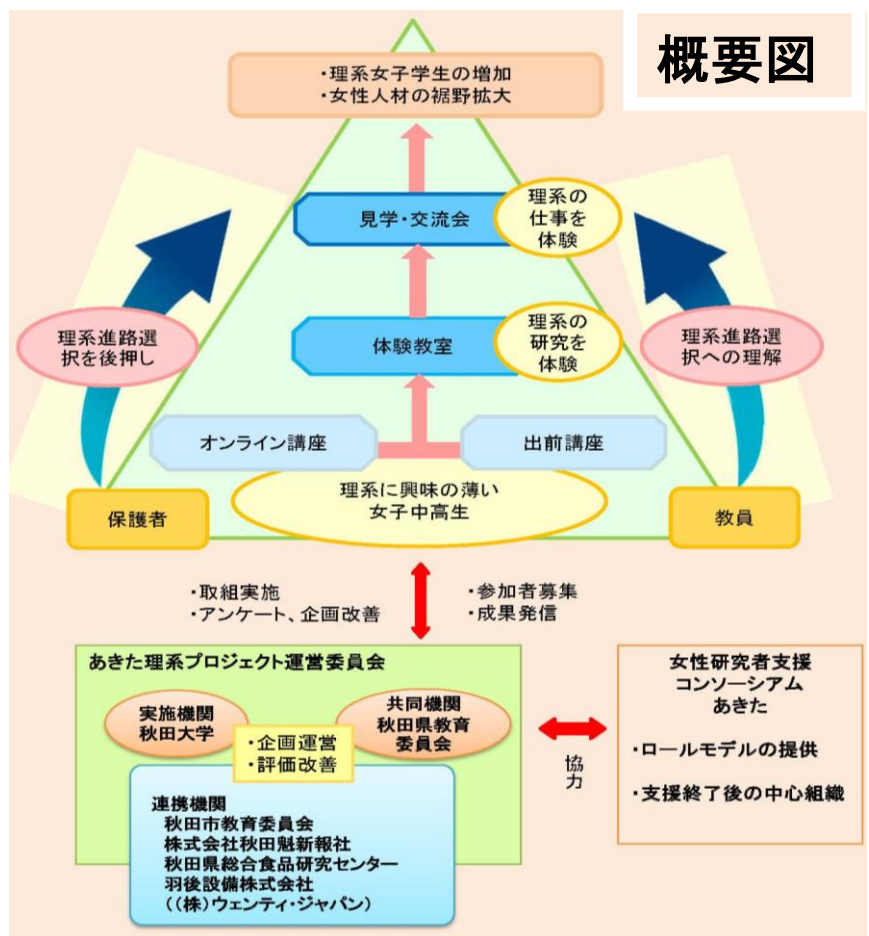 概要図
・理系女子学生の増加
・女性人材の裾野拡大
見学・交流会
理系の
仕事を
体験
理系進路選
択を後押し
体験教室
理系の
研究を
体験
理系進路選
択への理解
オンライン講座
出前講座
理系に興味の薄い
女子中高生
保護者
教員
・取組実施
・アンケート、企画改善
・参加者募集
・成果発信
あきた理系プロジェクト運営委員会
実施機関
秋田大学
共同機関
秋田県教育
委員会
・企画運営
・評価改善
連携機関
秋田市教育委員会
株式会社秋田魁新報社
秋田県総合食品研究センター
羽後設備株式会社
((株)ウェンティ・ジャパン)
協
力
女性研究者支援
コンソーシアム
あきた
・ロールモデルの提供
・支援終了後の中心組織